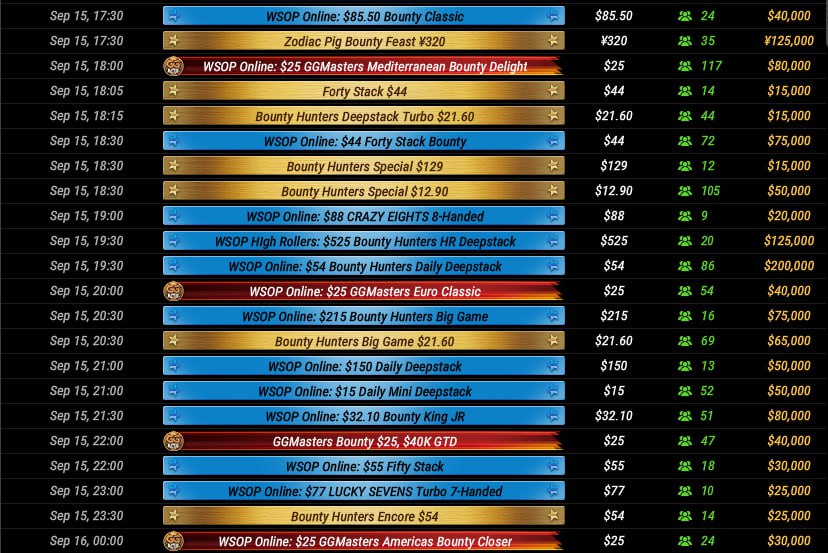 Sep 15, 17:30 WSOP Online: $85.50 Bounty Classic $85.50 24 $40,000
Sep 15, 17:30 Zodiac Pig Bounty Feast ¥320 ¥320 35 ¥125,000
Sep 15, 18:00 WSOP Online: $25 GGMasters Mediterranean Bounty Delight $25 117 $80,000
Sep 15, 18:05 Forty Stack $44 $44 14 $15,000
Sep 15, 18:15 Bounty Hunters Deepstack Turbo $21.60 $21.60 44 $15,000
Sep 15, 18:30 WSOP Online: $44 Forty Stack Bounty $44 72 $75,000
Sep 15, 18:30 Bounty Hunters Special $129 $129 12 $15,000
Sep 15, 18:30 Bounty Hunters Special $12.90 $12.90 105 $50,000
Sep 15, 19:00 WSOP Online: $88 CRAZY EIGHTS 8-Handed $88 9 $20,000
Sep 15, 19:30 WSOP HIgh Rollers: $525 Bounty Hunters HR Deepstack $525 20 $125,000
Sep 15, 19:30 WSOP Online: $54 Bounty Hunters Daily Deepstack $54 86 $200,000
Sep 15, 20:00 WSOP Online: $25 GGMasters Euro Classic $25 54 $40,000
Sep 15, 20:30 WSOP Online: $215 Bounty Hunters Big Game $215 16 $75,000
Sep 15, 20:30 Bounty Hunters Big Game $21.60 $21.60 69 $65,000
Sep 15, 21:00 WSOP Online: $150 Daily Deepstack $150 13 $50,000
Sep 15, 21:00 WSOP Online: $15 Daily Mini Deepstack $15 52 $50,000
Sep 15, 21:30 WSOP Online: $32.10 Bounty King JR $32.10 51 $80,000
Sep 15, 22:00 GGMasters Bounty $25, $40K GTD $25 47 $40,000
Sep 15, 22:00 WSOP Online: $55 Fifty Stack $55 18 $30,000
Sep 15, 23:00 WSOP Online: $77 LUCKY SEVENS Turbo 7-Handed $77 10 $25,000
Sep 15, 23:30 Bounty Hunters Encore $54 $54 14 $25,000
Sep 16, 00:00 WSOP Online: $25 GGMasters Americas Bounty Closer $25 24 $30,000